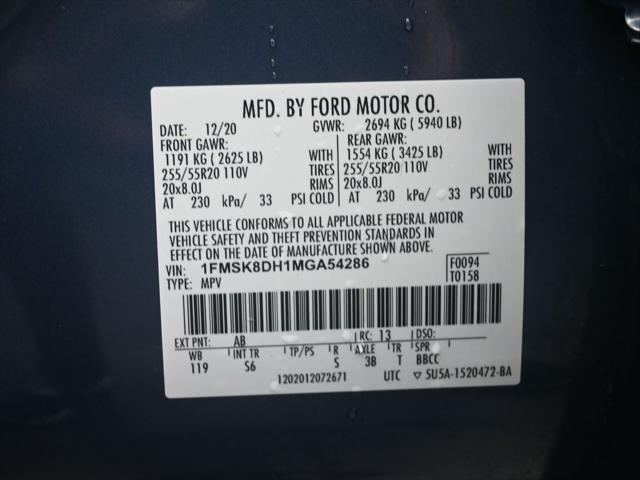 MFD. BY FORD MOTOR CO.
DATE: 12/20 GVWR: 2694 KG ( 5940 LB)
FRONT GAWR: REAR GAWR:
1191 KG ( 2625 LB) WITH 1554 KG ( 3425 LB) WITH
255/55R20 110V TIRES 255/55R20 110V TIRES
20x8.0J RIMS 20x8.0J RIMS
AT 230 kPa/ 33 PSI COLD AT 230 kPa/ 33 PSI COLD
THIS VEHICLE CONFORMS TO ALL APPLICABLE FEDERAL MOTOR
VEHICLE SAFETY AND THEFT PREVENTION STANDARDS IN
EFFECT ON THE DATE OF MANUFACTURE SHOWN ABOVE.
VIN: 1FMSK8DH1MGA54286 F0094
TYPE: MPV T0158
EXT PNT: AB RC: 13 DSO:
WB INT TR TP/PS R AXLE TR SPR
119 S6 S 3B T BBCC
1202012072671 UTC ▽ 5U5A-1520472-BA